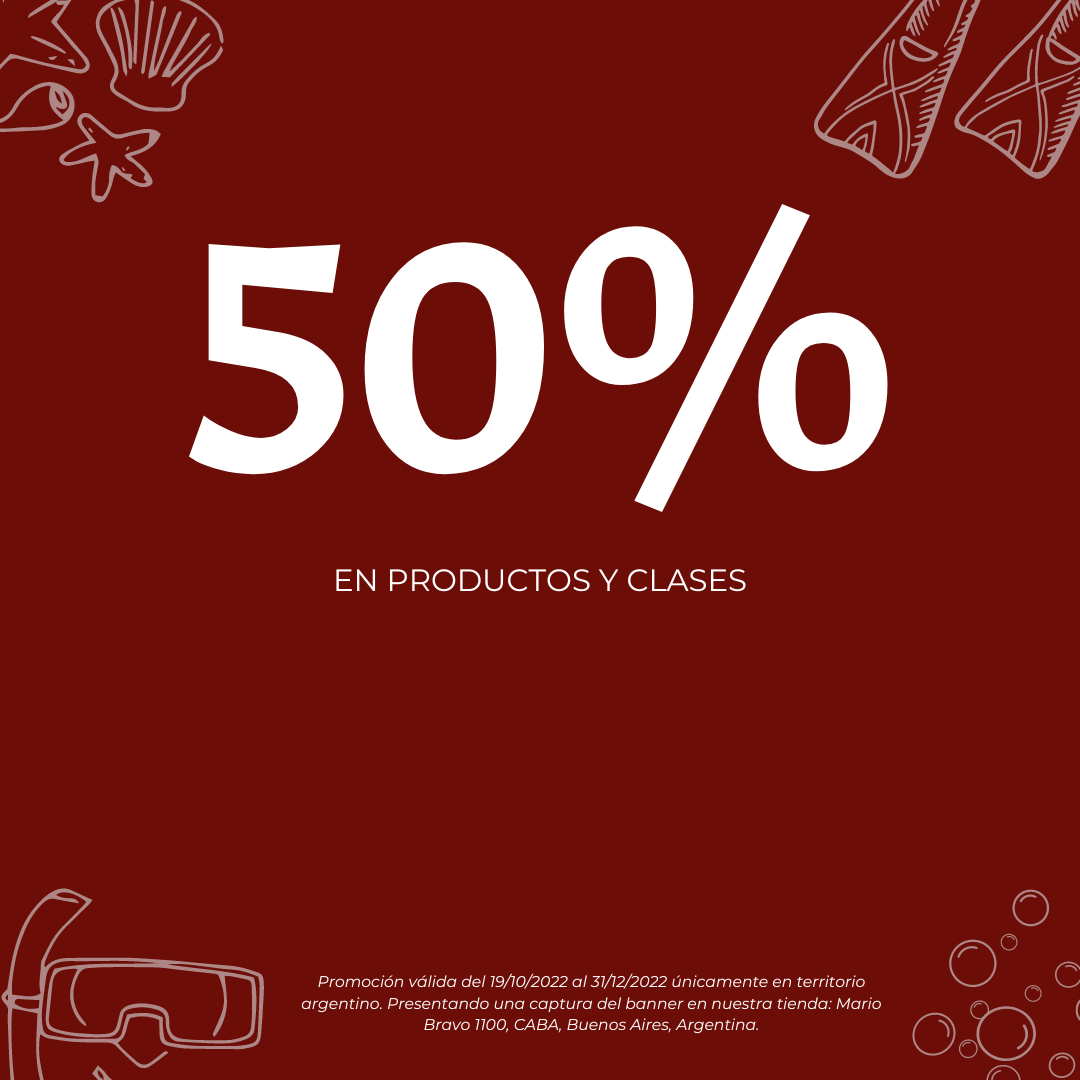 50%
EN PRODUCTOS Y CLASES
Promoción válida del 19/10/2022 al 31/12/2022 únicamente en territorio
argentino. Presentando una captura del banner en nuestra tienda: Mario
Bravo 1100, CABA, Buenos Aires, Argentina.